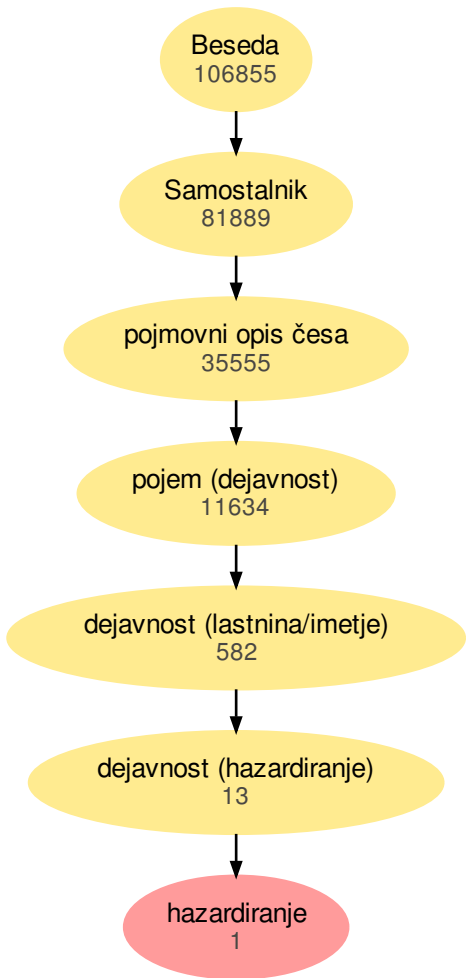 Beseda
106855
Samostalnik
81889
pojmovni opis česa
35555
pojem (dejavnost)
11634
dejavnost (lastnina/imetje)
582
dejavnost (hazardiranje)
13
hazardiranje
1